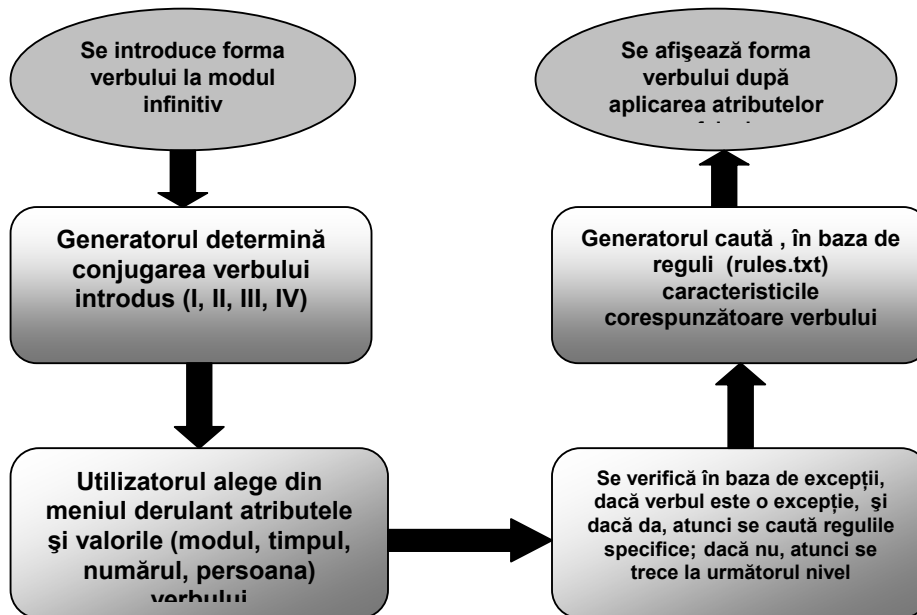 Se introduce forma
verbului la modul
infinitiv
Generatorul determină
conjugarea verbului
introdus (I, II, III, IV)
Utilizatorul alege din
meniul derulant atributele
şi valorile (modul, timpul,
numărul, persoana)
verbului
Se verifică în baza de excepţii,
dacă verbul este o excepţie, şi
dacă da, atunci se caută regulile
specifice; dacă nu, atunci se
trece la următorul nivel
Generatorul caută , în baza de
reguli (rules.txt)
caracteristicile
corespunzătoare verbului
Se afişează forma
verbului după
aplicarea atributelor